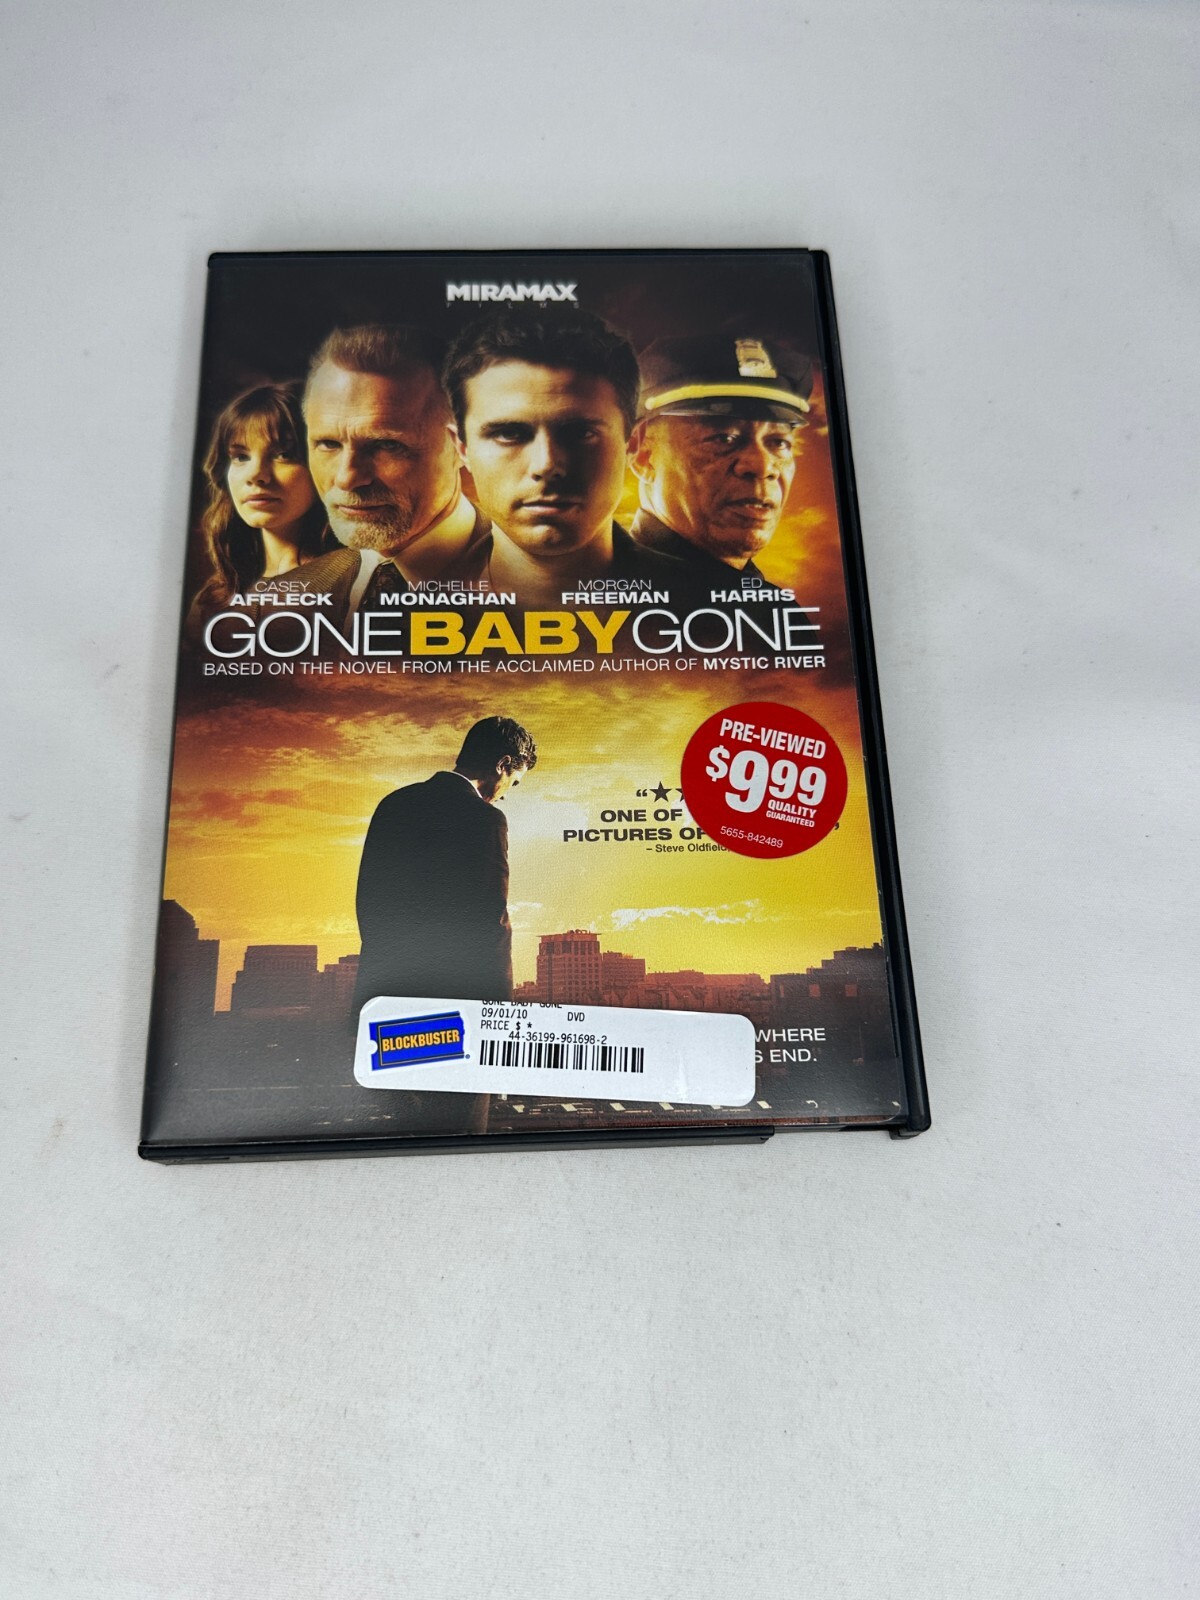 MIRAMAX
FILMS
CASEY AFFLECK
MICHELLE MONAGHAN
MORGAN FREEMAN
ED HARRIS
GONE BABY GONE
BASED ON THE NOVEL FROM THE ACCLAIMED AUTHOR OF MYSTIC RIVER
PRE-VIEWED
$9.99
QUALITY
GUARANTEED
5655-842489
“★
ONE OF
PICTURES OF
– Steve Oldfield,
GONE BABY GONE
09/01/10 DVD
PRICE $ *
44-36199-961698-2
BLOCKBUSTER
WHERE
END.